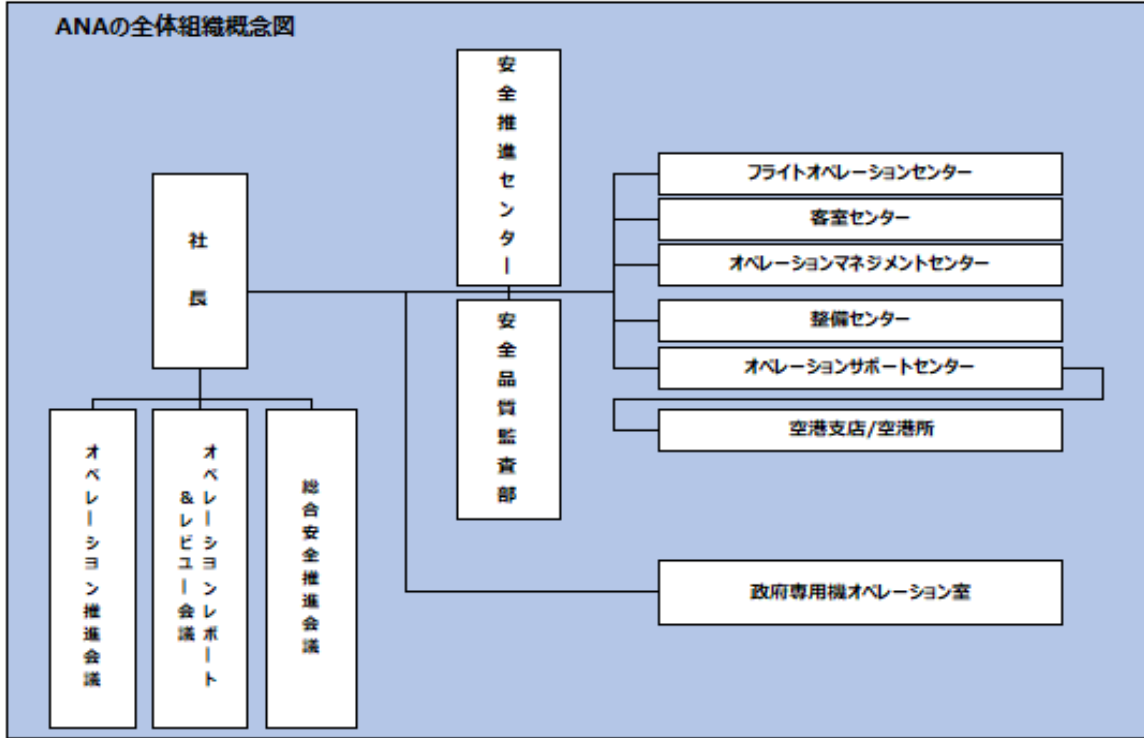 ANAの全体組織概念図
安全推進センター
フライトオペレーションセンター
社長
客室センター
オペレーションマネジメントセンター
安全品質監査部
整備センター
オペレーションサポートセンター
空港支店/空港所
オペレーション推進会議
オペレーションレポート
&レビュー会議
総合安全推進会議
政府専用機オペレーション室